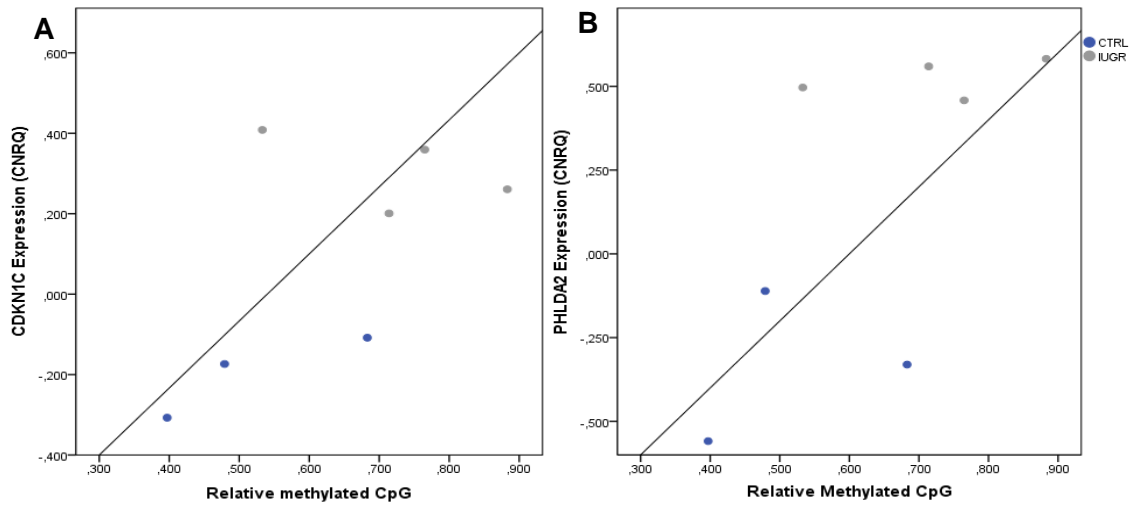 A
CDKN1C Expression (CNRQ)
,600
,400
,200
,000
-,200
-,400
,300 ,400 ,500 ,600 ,700 ,800 ,900
Relative methylated CpG
B
PHLDA2 Expression (CNRQ)
,500
,250
,000
-,250
-,500
,300 ,400 ,500 ,600 ,700 ,800 ,900
Relative Methylated CpG
CTRL
IUGR